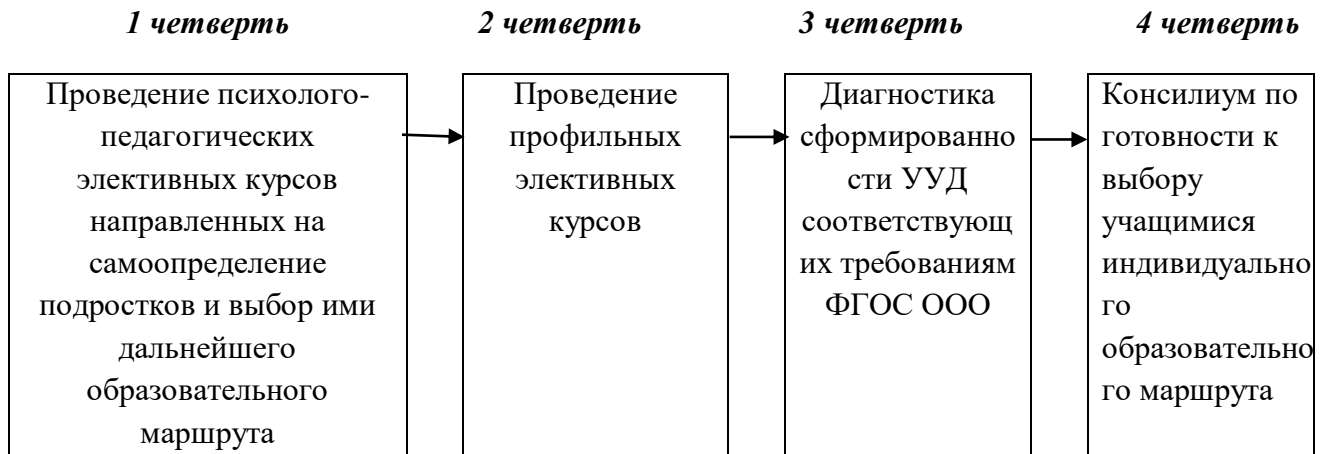 1 четверть
2 четверть
3 четверть
4 четверть
Проведение психолого-
педагогических
элективных курсов
направленных на
самоопределение
подростков и выбор ими
дальнейшего
образовательного
маршрута
Проведение
профильных
элективных
курсов
Диагностика
сформированно
сти УУД
соответствующ
их требованиям
ФГОС ООО
Консилиум по
готовности к
выбору
учащимися
индивидуально
го
образовательно
го маршрута